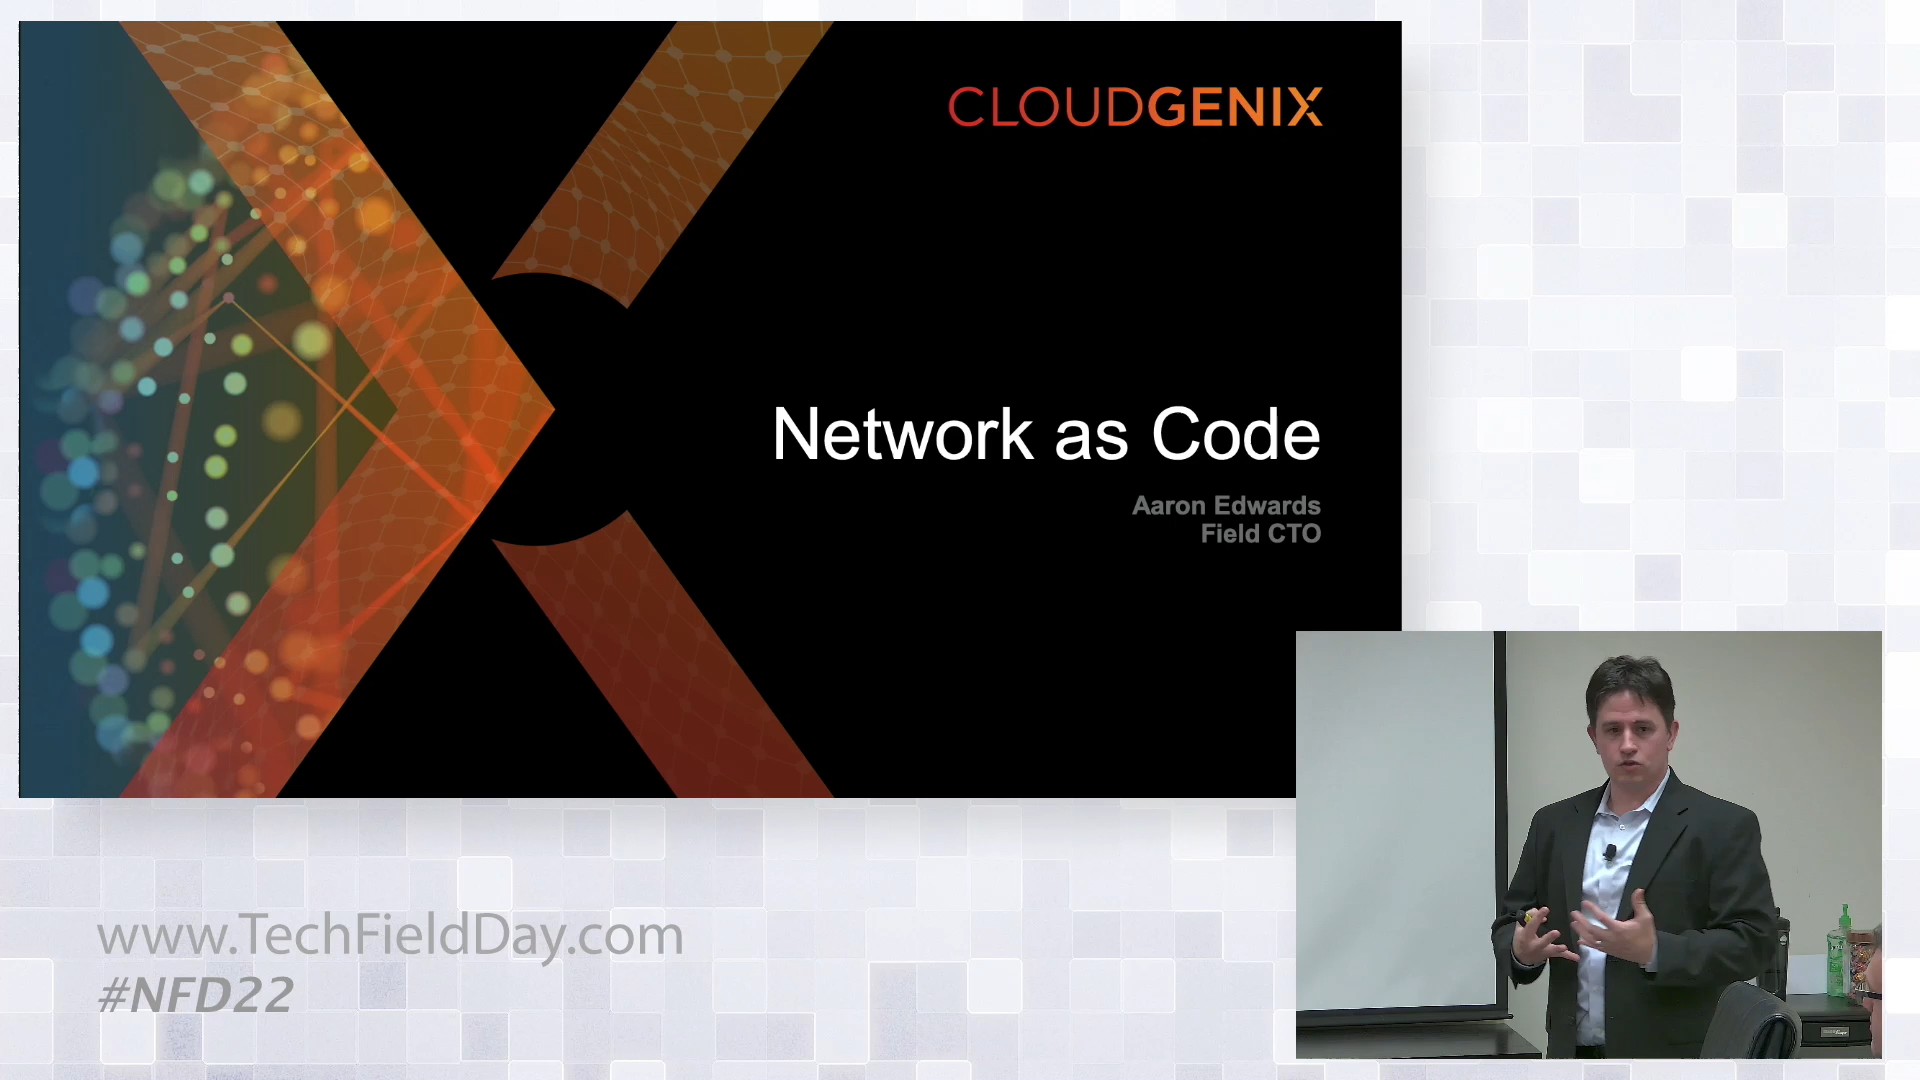 CLOUDGENIX
Network as Code
Aaron Edwards
Field CTO
www.TechFieldDay.com
#NFD22